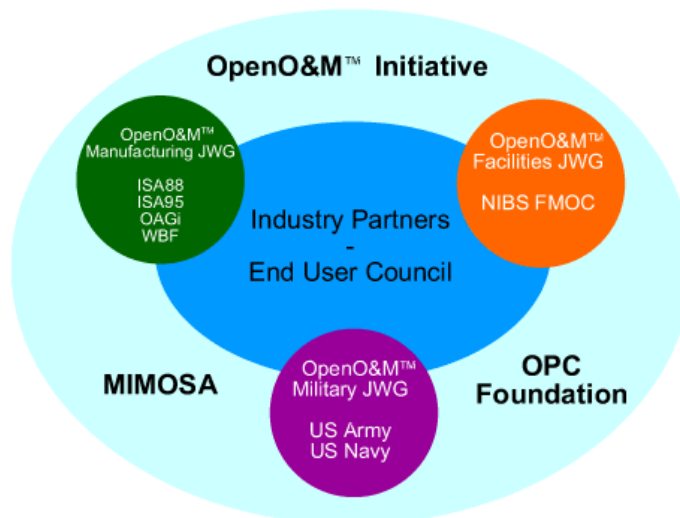 OpenO&M™ Initiative
OpenO&M™
Manufacturing JWG
ISA88
ISA95
OAGi
WBF
OpenO&M™
Facilities JWG
NIBS FMOC
Industry Partners
-
End User Council
MIMOSA
OpenO&M™
Military JWG
US Army
US Navy
OPC
Foundation